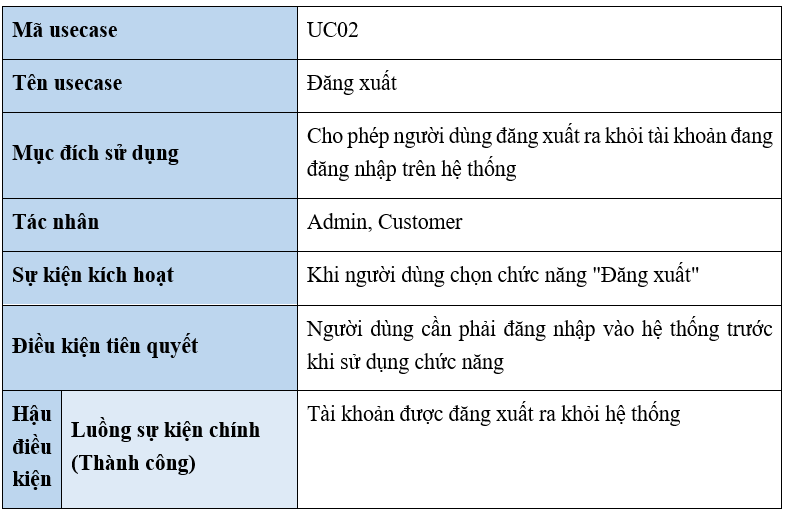 Mã usecase
UC02
Tên usecase
Đăng xuất
Mục đích sử dụng
Cho phép người dùng đăng xuất ra khỏi tài khoản đang
đăng nhập trên hệ thống
Tác nhân
Admin, Customer
Sự kiện kích hoạt
Khi người dùng chọn chức năng "Đăng xuất"
Điều kiện tiên quyết
Người dùng cần phải đăng nhập vào hệ thống trước
khi sử dụng chức năng
Hậu
điều
kiện
Luồng sự kiện chính
(Thành công)
Tài khoản được đăng xuất ra khỏi hệ thống